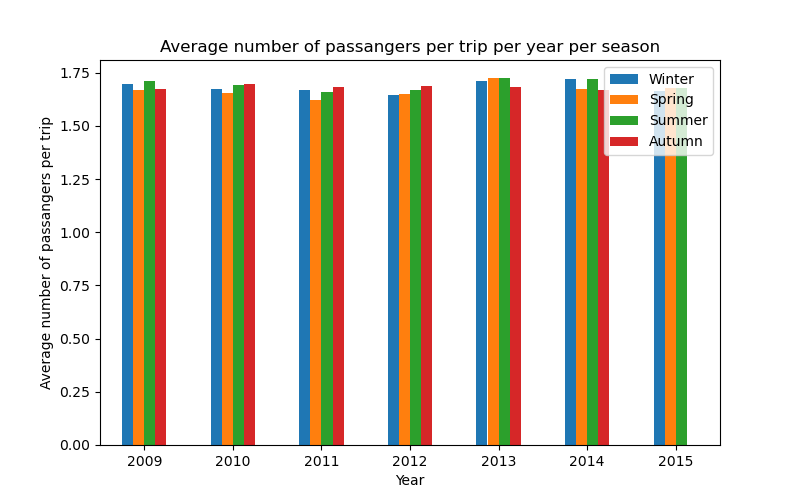 Average number of passangers per trip per year per season
Average number of passangers per trip
1.75
1.50
1.25
1.00
0.75
0.50
0.25
0.00
Winter
Spring
Summer
Autumn
2009 2010 2011 2012 2013 2014 2015
Year